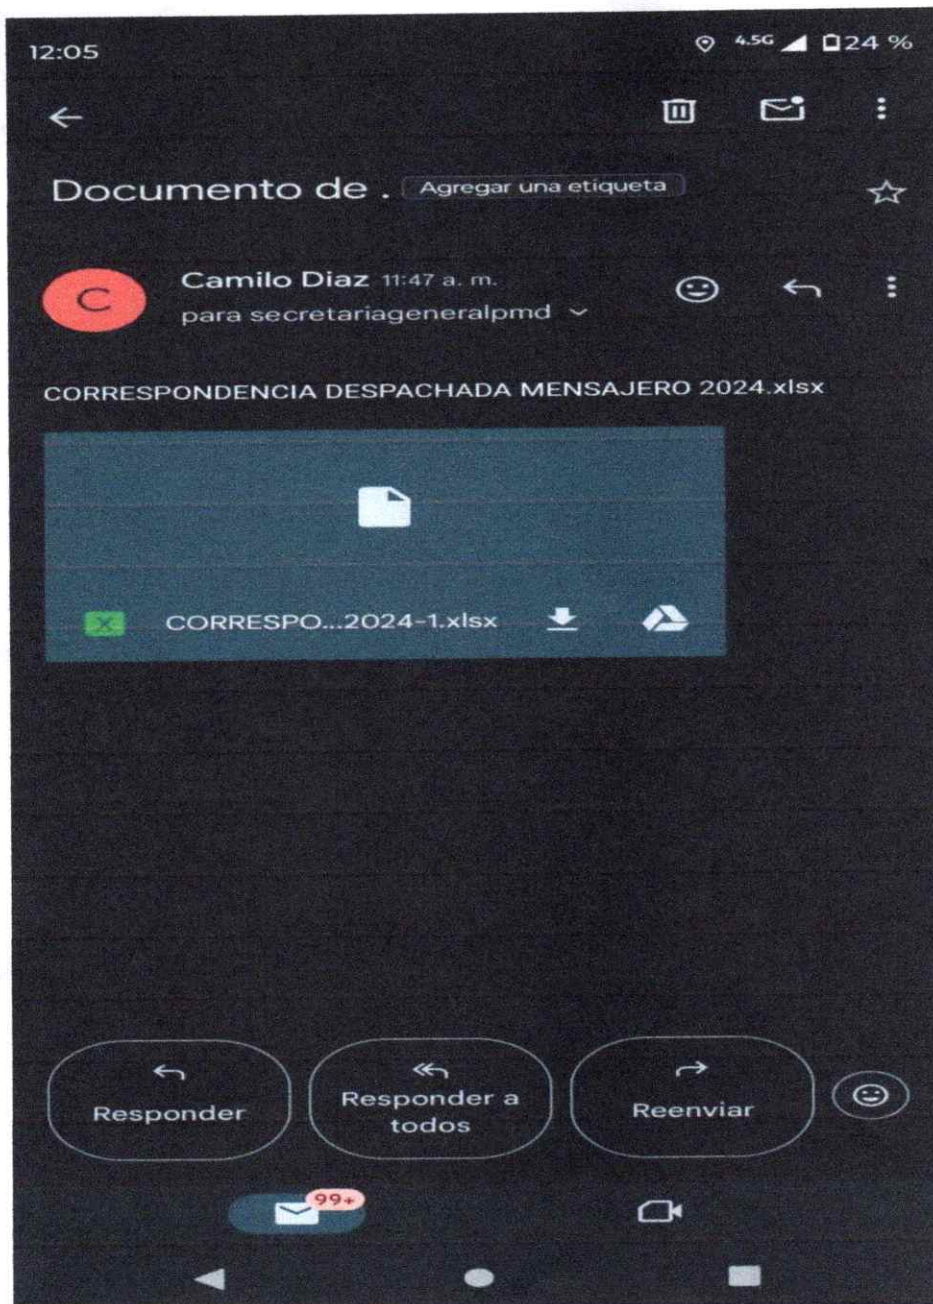 12:05 4.5G 24 %
Documento de . Agregar una etiqueta
C
Camilo Diaz 11:47 a. m.
para secretariageneralpmd
CORRESPONDENCIA DESPACHADA MENSAJERO 2024.xlsx
X CORRESPO...2024-1.xlsx
Responder
Responder a
todos
Reenviar
99+